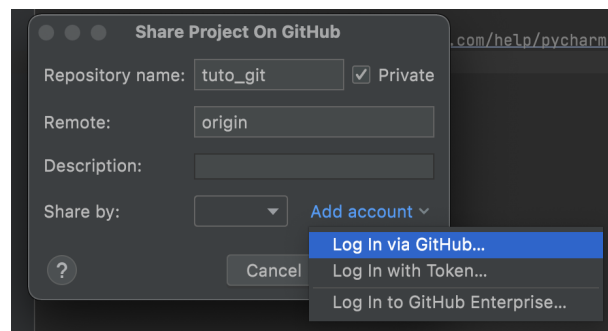 Share Project On GitHub
.com/help/pycharm
Repository name: tuto_git Private
Remote: origin
Description:
Share by: Add account
Log In via GitHub...
? Cancel Log In with Token...
Log In to GitHub Enterprise...